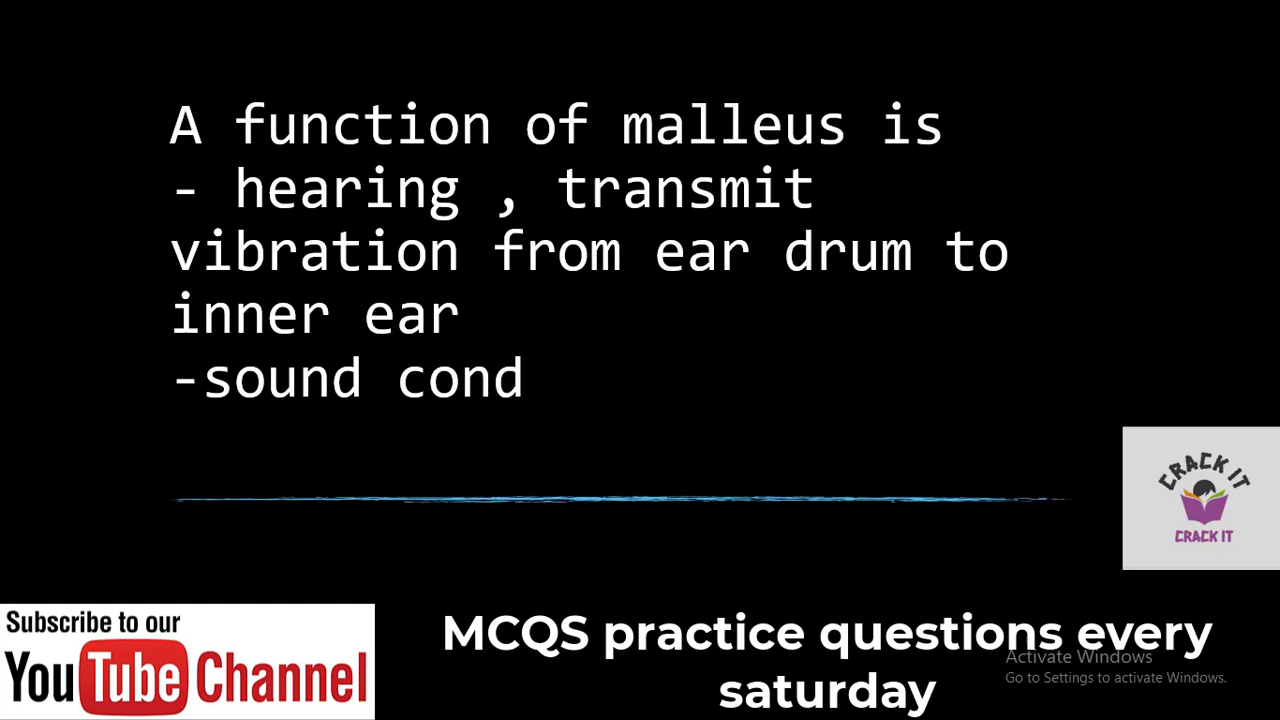 A function of malleus is
- hearing , transmit
vibration from ear drum to
inner ear
-sound cond
CRACK IT
CRACK IT
Subscribe to our
YouTube Channel
MCQS practice questions every
saturday
Activate Windows
Go to Settings to activate Windows.